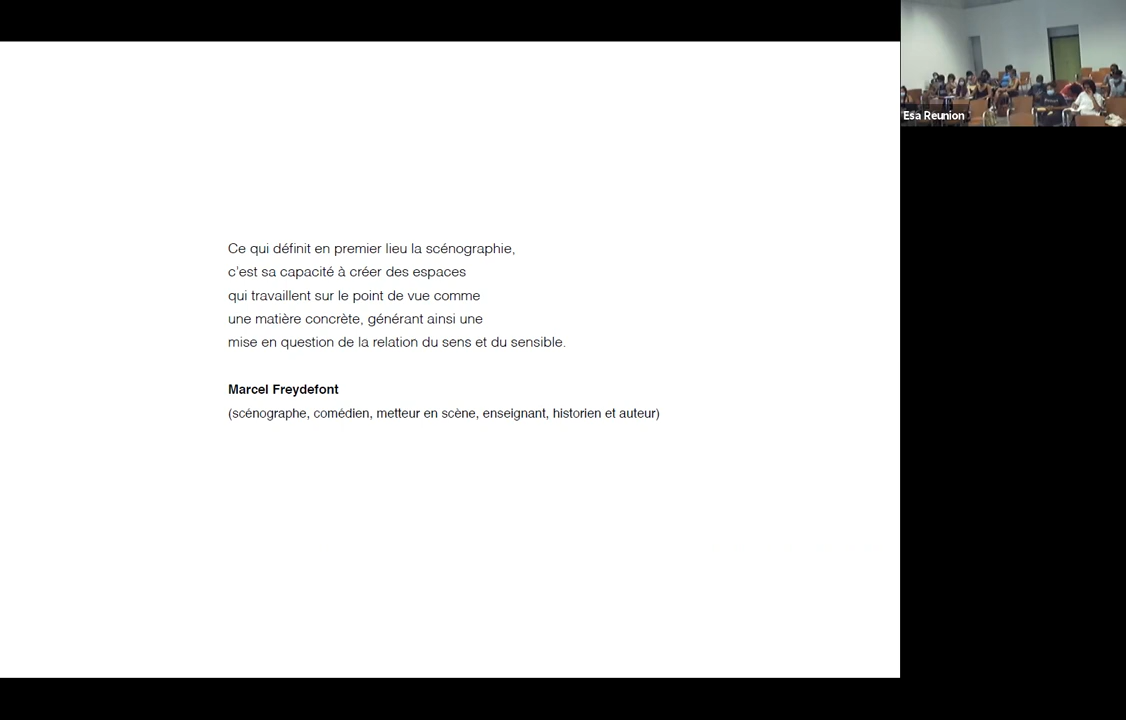 Ce qui définit en premier lieu la scénographie,
c'est sa capacité à créer des espaces
qui travaillent sur le point de vue comme
une matière concrète, générant ainsi une
mise en question de la relation du sens et du sensible.
Marcel Freydefont
(scénographe, comédien, metteur en scène, enseignant, historien et auteur)
Esa Reunion